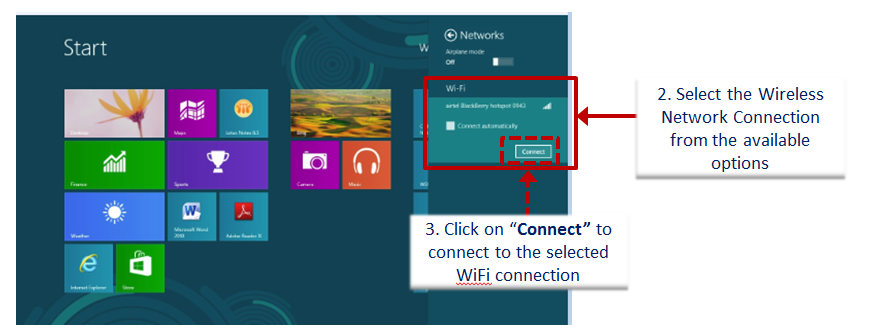 Start
W
Networks
Airplane mode
Off
Wi-Fi
airtel BlackBerry hotspot 0943
Connect automatically
Connect
Desktop
Maps
Lotus Notes 8.5
Bing
Finance
Sports
Camera
Music
Weather
Microsoft Word 2010
Adobe Reader X
Internet Explorer
Store
2. Select the Wireless
Network Connection
from the available
options
3. Click on “Connect” to
connect to the selected
WiFi connection